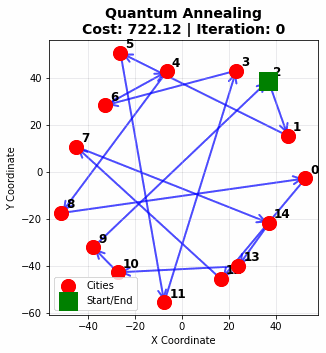 Quantum Annealing
Cost: 722.12 | Iteration: 0
5
4
3
2
40
6
20
1
7
0
0
8
−20
14
9
−40
10
13
11
−60
Cities
Start/End
−40 −20 0 20 40
X Coordinate
Y Coordinate